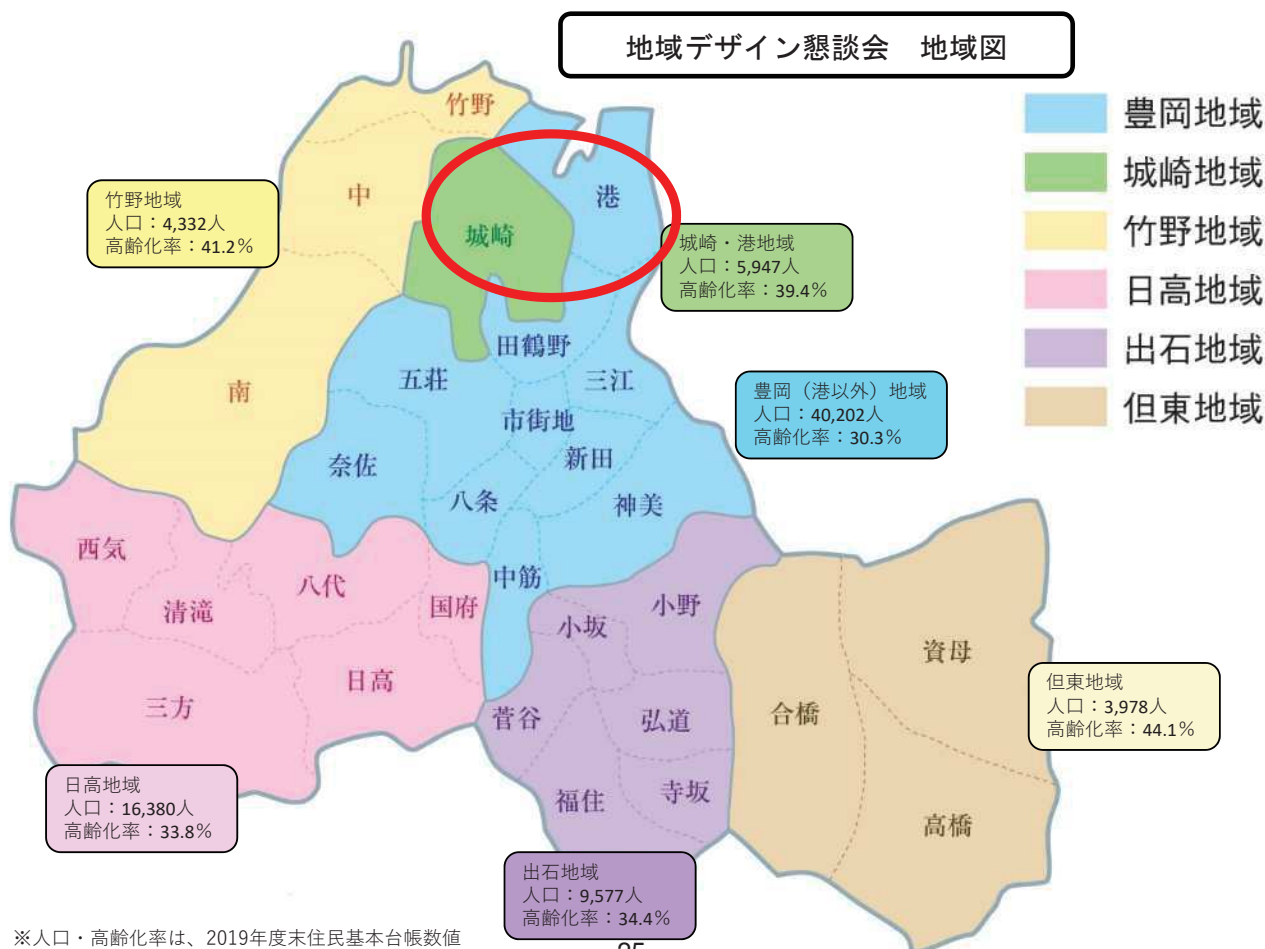 地域デザイン懇談会　地域図
豊岡地域
城崎地域
竹野地域
日高地域
出石地域
但東地域
竹野
中
南
城崎
港
竹野地域
人口：4,332人
高齢化率：41.2％
城崎・港地域
人口：5,947人
高齢化率：39.4％
田鶴野
五荘
三江
市街地
奈佐
新田
八条
神美
中筋
豊岡（港以外）地域
人口：40,202人
高齢化率：30.3％
西気
清滝
八代
国府
三方
日高
小野
小坂
菅谷
弘道
福住
寺坂
合橋
資母
高橋
但東地域
人口：3,978人
高齢化率：44.1％
日高地域
人口：16,380人
高齢化率：33.8％
出石地域
人口：9,577人
高齢化率：34.4％
※人口・高齢化率は、2019年度末住民基本台帳数値